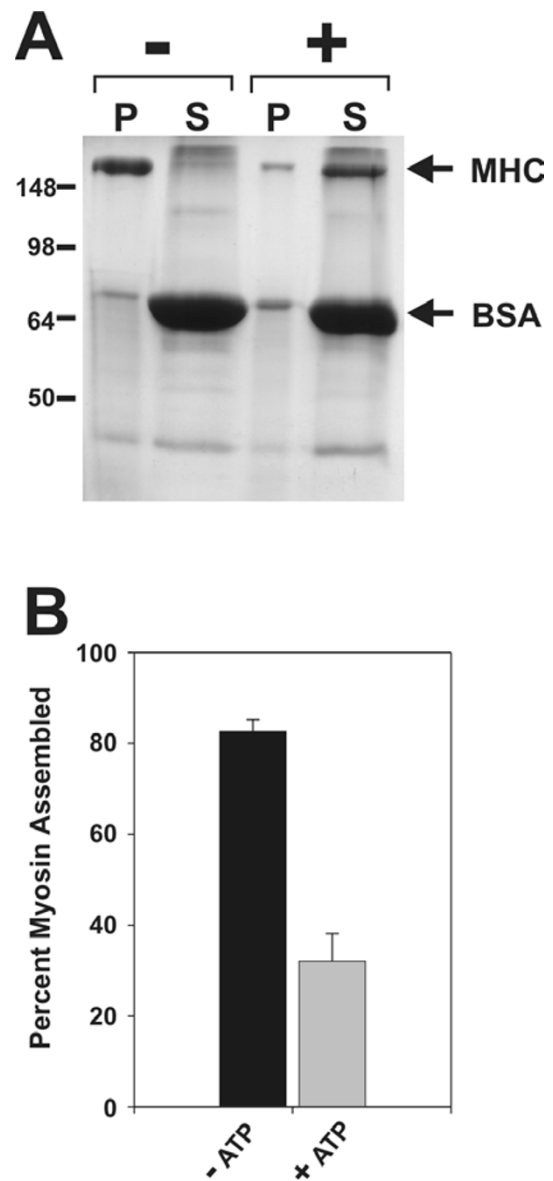 A
- +
P S P S
MHC
148
98
BSA
64
50
B
Percent Myosin Assembled
100
80
60
40
20
0
- ATP
+ ATP